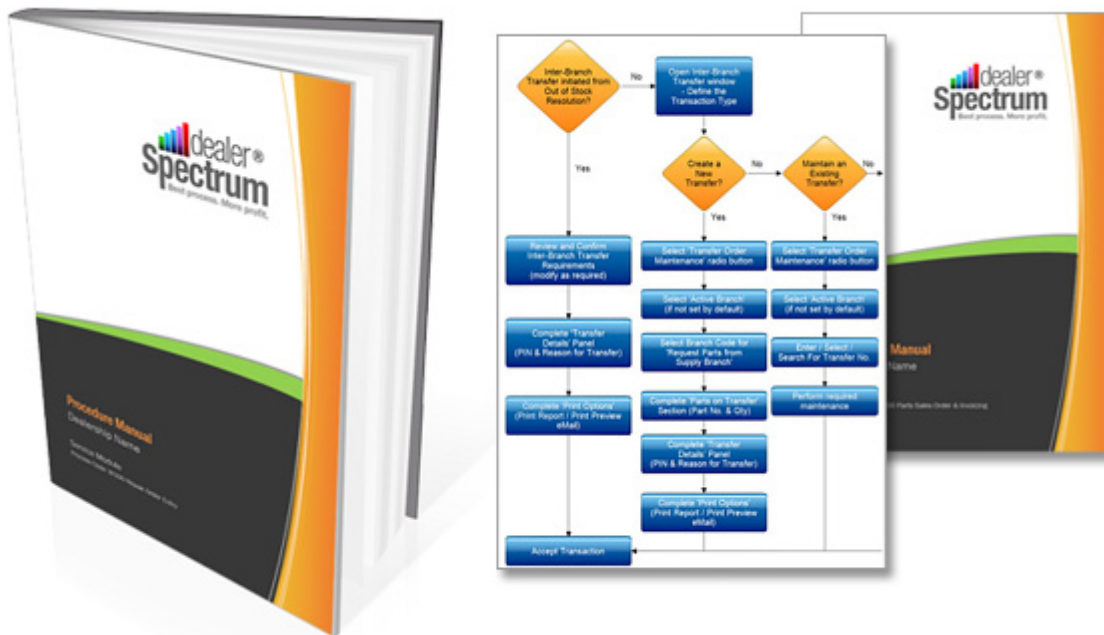 dealer®
Spectrum
Best process. More profit.
Procedure Manual
Dealership Name
Service Module
Inter-Branch
Transfer initiated from
Out of Stock
Resolution?
No
Open Inter-Branch
Transfer window
- Define the
Transaction Type
Yes
Create a
New
Transfer?
No
Maintain an
Existing
Transfer?
No
Yes
Yes
Review and Confirm
Inter-Branch Transfer
Requirements
(modify as required)
Select 'Transfer Order
Maintenance' radio button
Select 'Transfer Order
Maintenance' radio button
Select 'Active Branch'
(if not set by default)
Select 'Active Branch'
(if not set by default)
Complete 'Transfer
Details' Panel
(PIN & Reason for Transfer)
Select Branch Code for
'Request Parts from
Supply Branch'
Enter / Select /
Search For Transfer No.
Complete 'Print Options'
(Print Report / Print Preview
eMail)
Complete 'Parts on Transfer'
Section (Part No. & Qty)
Perform required
maintenance
Complete 'Transfer
Details' Panel
(PIN & Reason for Transfer)
Complete 'Print Options'
(Print Report / Print Preview
eMail)
Accept Transaction
dealer®
Spectrum
Best process. More profit.
Manual
Name
Parts Sales Order & Invoicing